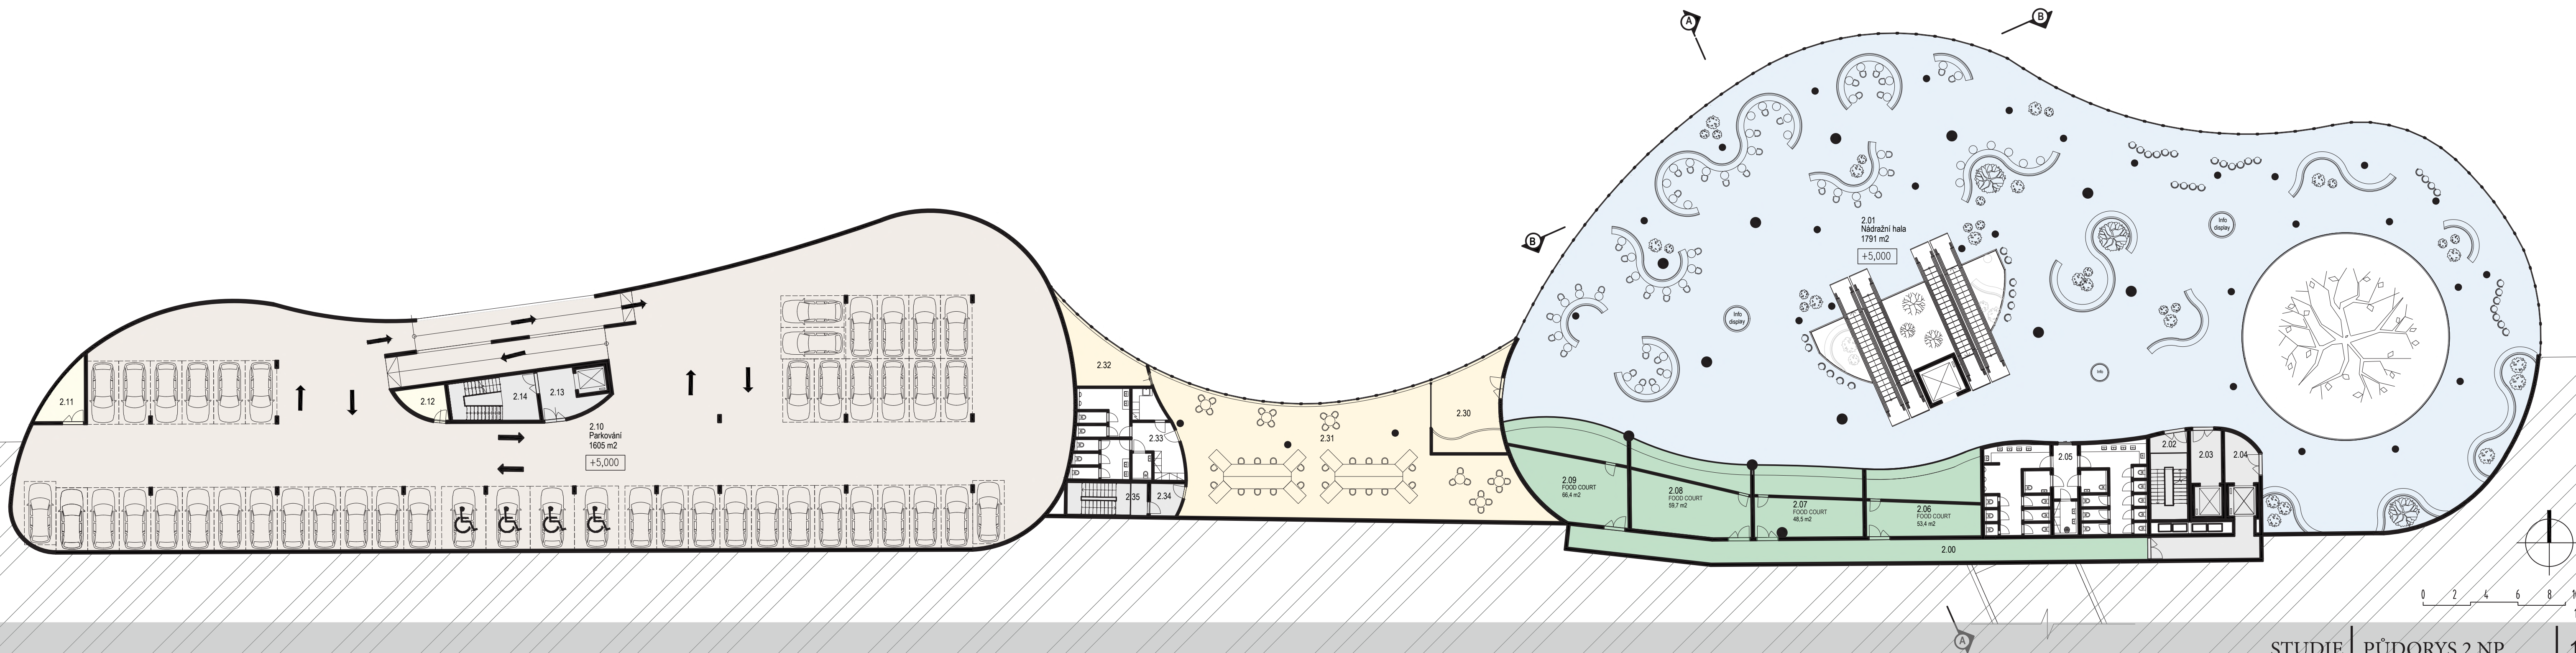 A
B
2.01
Nádražní hala
1791 m2
+5,000
B
Info
display
Info
display
Info
2.32
2.11
2.12
2.14
2.13
2.10
Parkování
1605 m2
+5,000
2.33
2.31
2.30
2.35
2.34
2.09
FOOD COURT
66,4 m2
2.08
FOOD COURT
59,7 m2
2.07
FOOD COURT
48,5 m2
2.06
FOOD COURT
53,4 m2
2.05
2.02
2.03
2.04
2.00
0 2 4 6 8
A
STUDIE PŮDORYS 2.NP